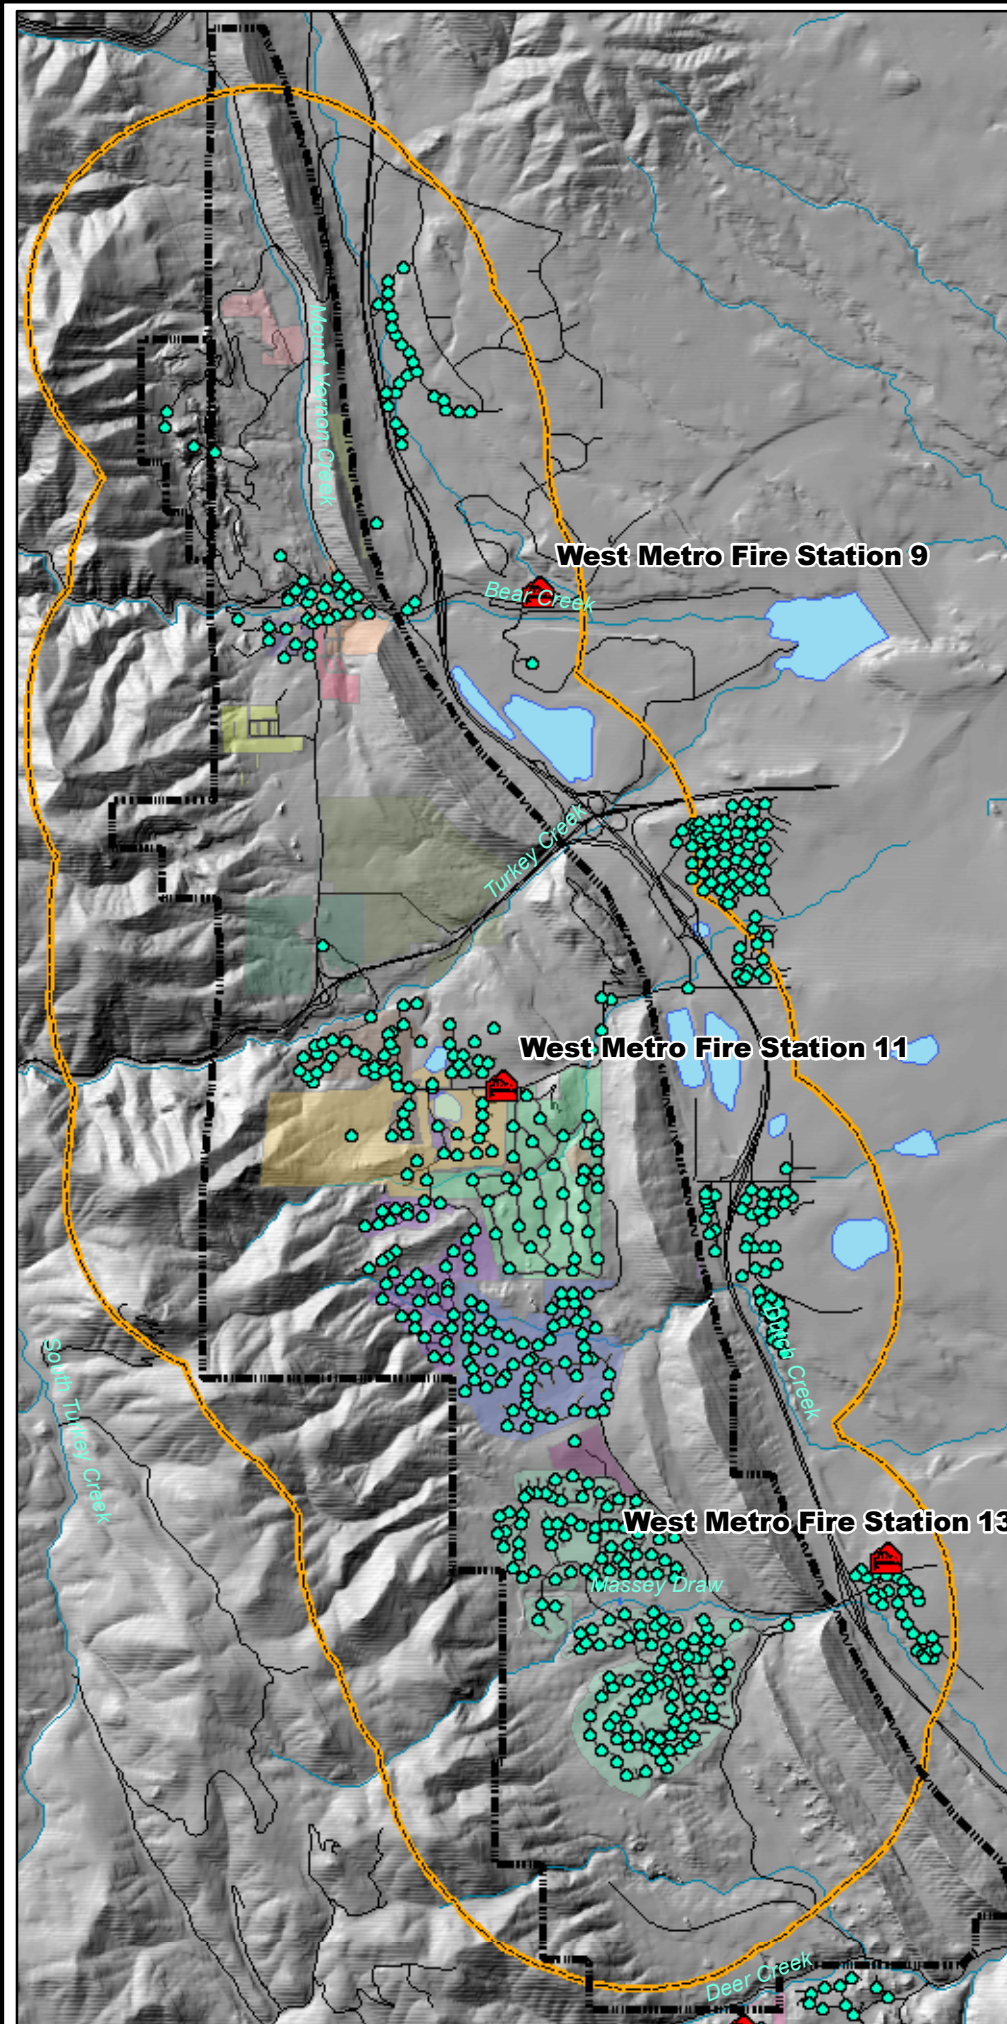 Mount Vernon Creek
West Metro Fire Station 9
Bear Creek
Turkey Creek
West Metro Fire Station 11
Dutch Creek
South Turkey Creek
West Metro Fire Station 13
Massey Draw
Deer Creek